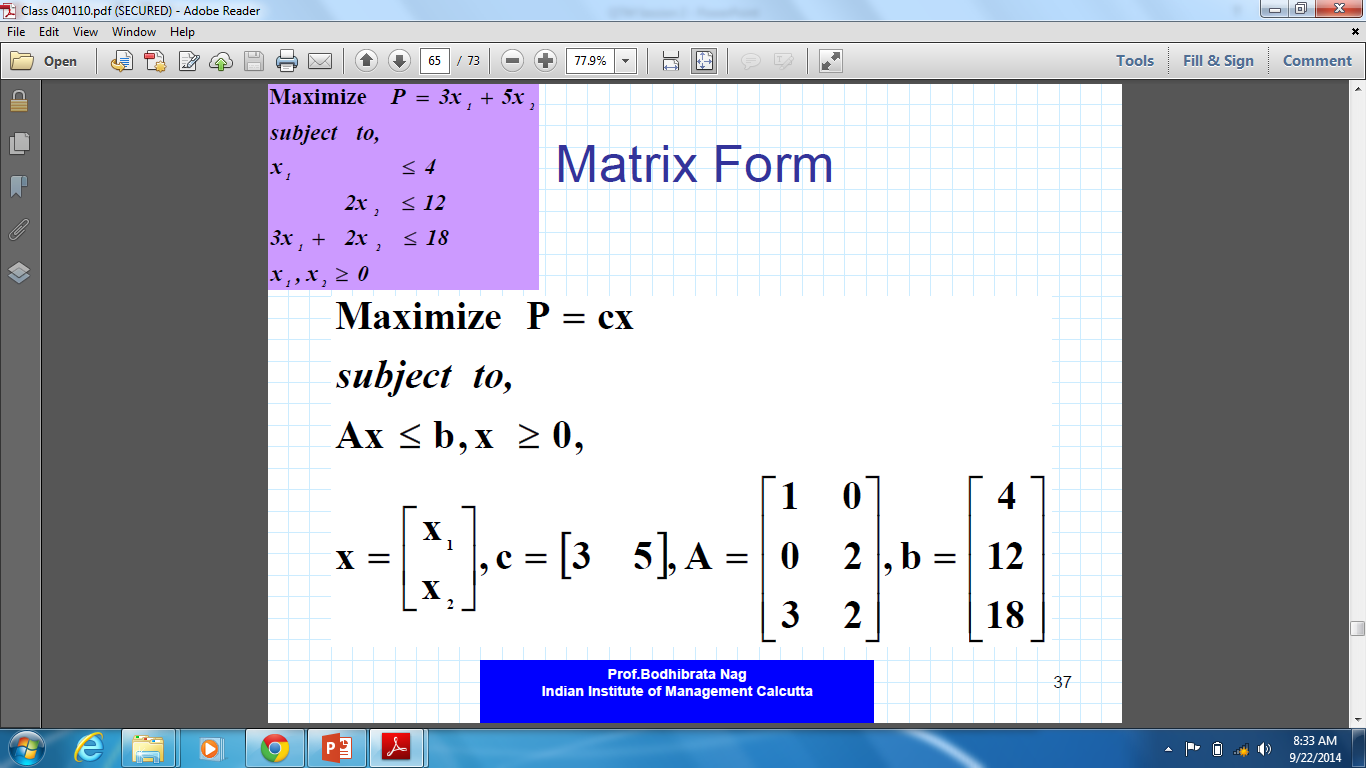 Class 040110.pdf (SECURED) - Adobe Reader
File Edit View Window Help
Open 65 / 73 77.9% Tools Fill & Sign Comment
Maximize P = 3x₁ + 5x₂
subject to,
x₁ ≤ 4
2x₂ ≤ 12
3x₁ + 2x₂ ≤ 18
x₁, x₂ ≥ 0
Matrix Form
Maximize P = cx
subject to,
Ax ≤ b, x ≥ 0,
x = [x₁ x₂], c = [3 5], A = [1 0 0 2 3 2], b = [4 12 18]
Prof.Bodhibrata Nag
Indian Institute of Management Calcutta
37
8:33 AM
9/22/2014